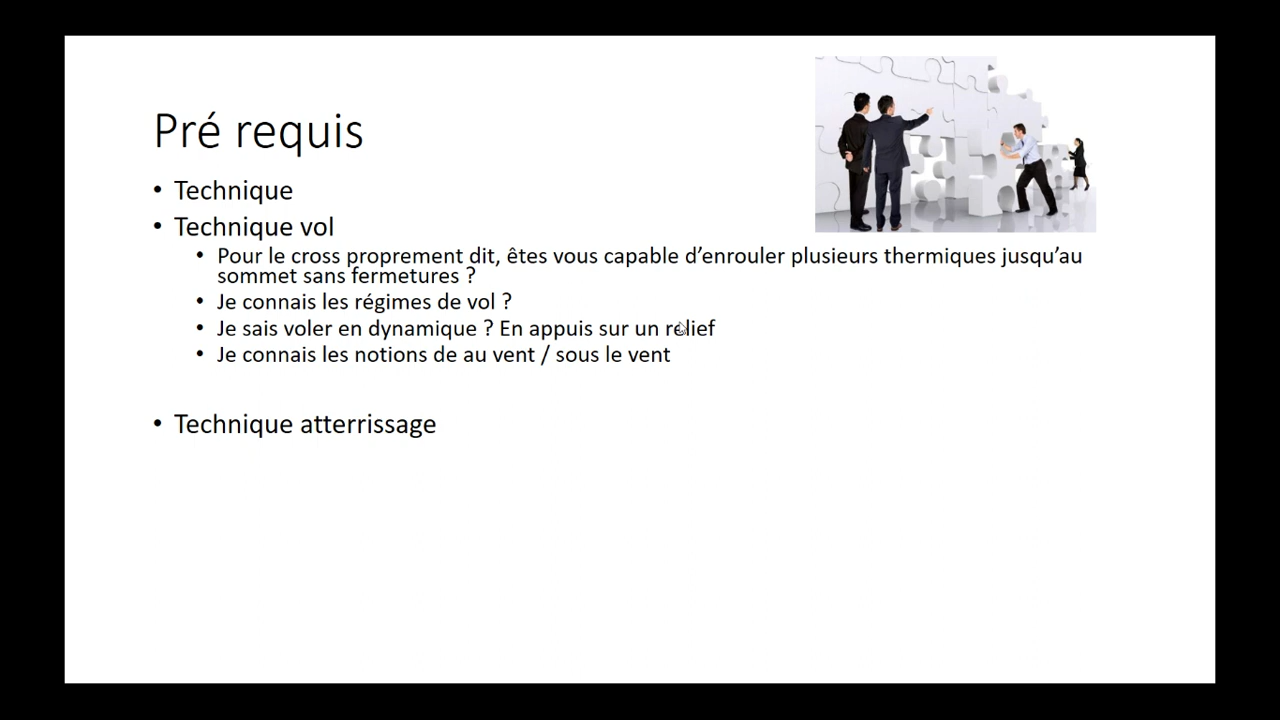 Pré requis
• Technique
• Technique vol
• Pour le cross proprement dit, êtes vous capable d’enrouler plusieurs thermiques jusqu’au
sommet sans fermetures ?
• Je connais les régimes de vol ?
• Je sais voler en dynamique ? En appuis sur un relief
• Je connais les notions de au vent / sous le vent
• Technique atterrissage